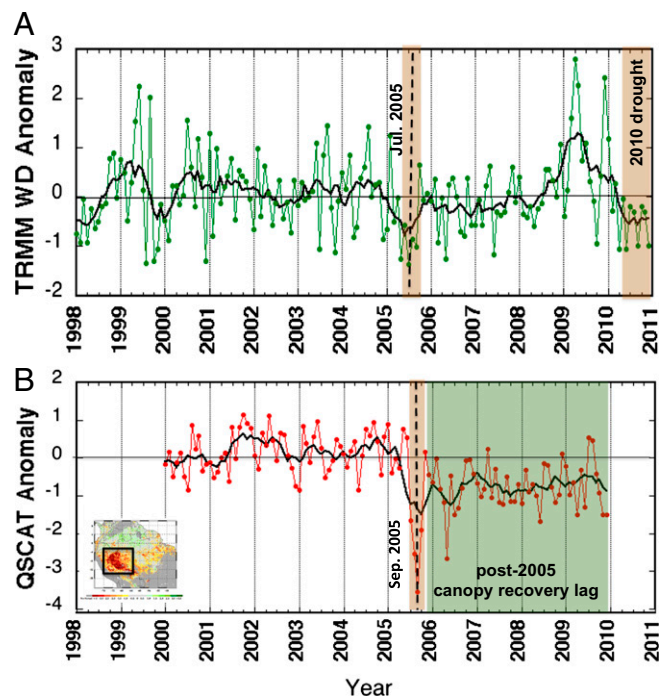 A
TRMM WD Anomaly
3
2
1
0
-1
-2
Jul. 2005
2010 drought
1998 1999 2000 2001 2002 2003 2004 2005 2006 2007 2008 2009 2010 2011
B
QSCAT Anomaly
2
1
0
-1
-2
-3
-4
Sep. 2005
post-2005
canopy recovery lag
1998 1999 2000 2001 2002 2003 2004 2005 2006 2007 2008 2009 2010 2011
Year